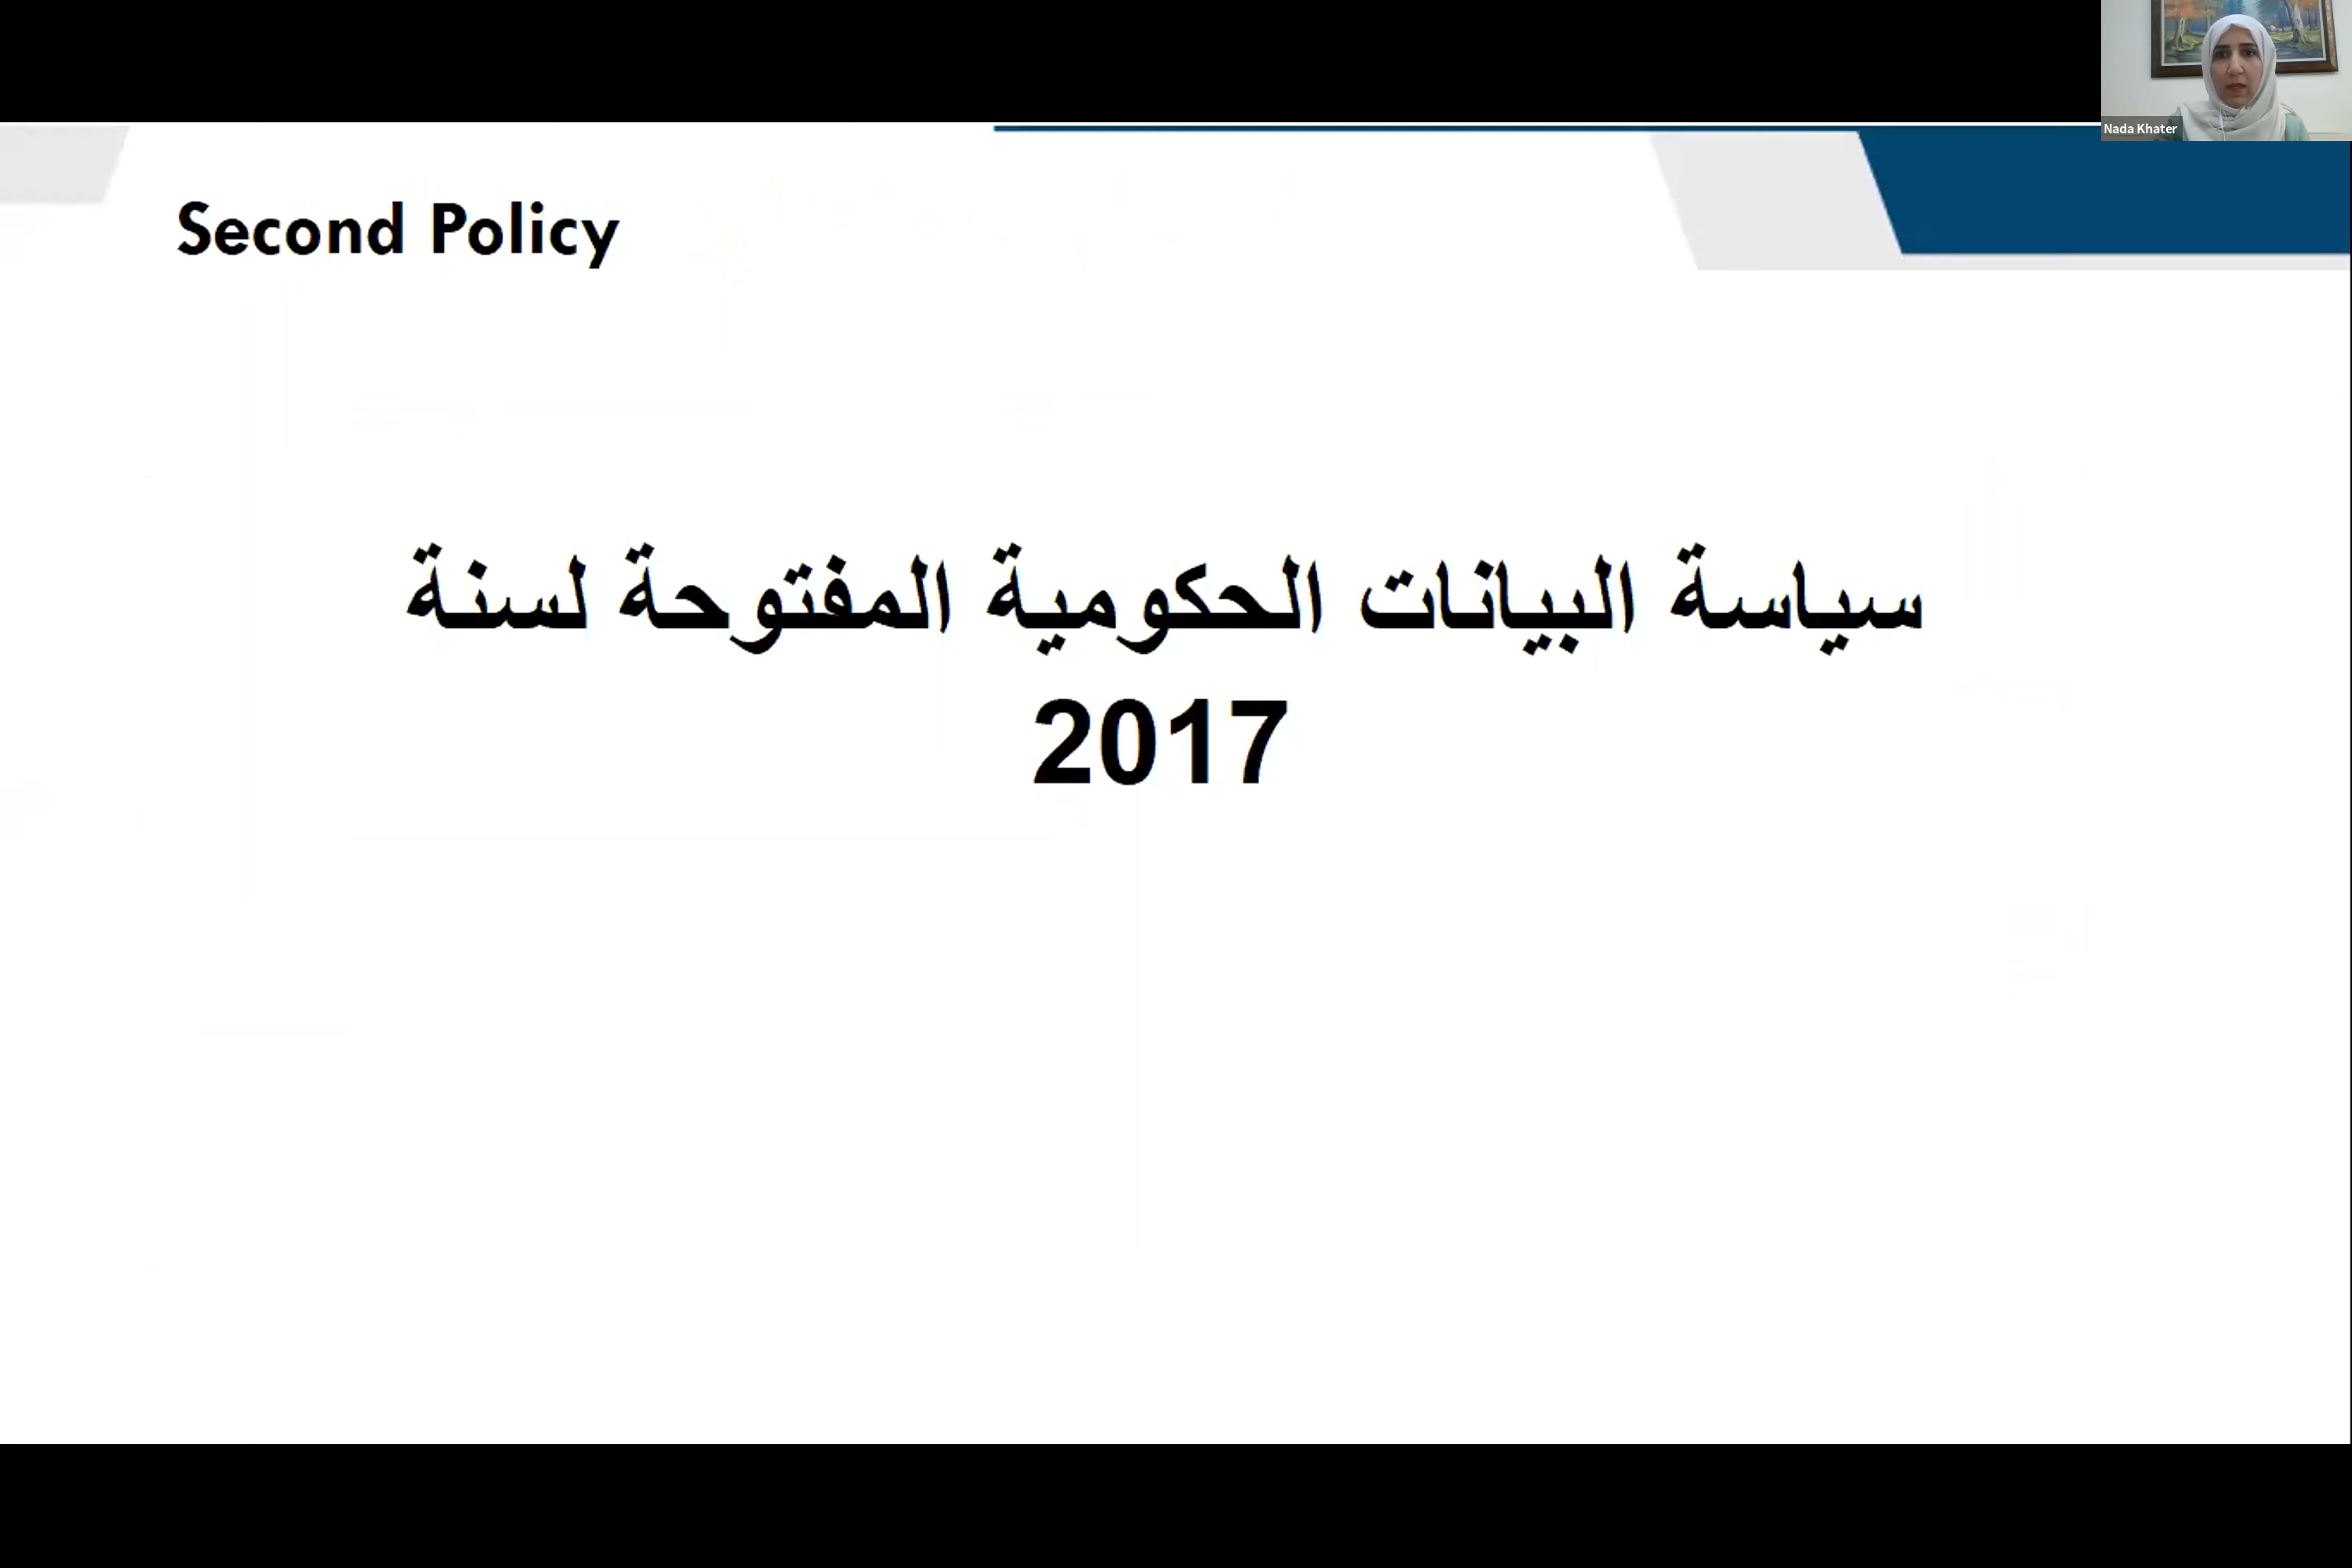 Nada Khater
Second Policy
سياسة البيانات الحكومية المفتوحة لسنة
2017